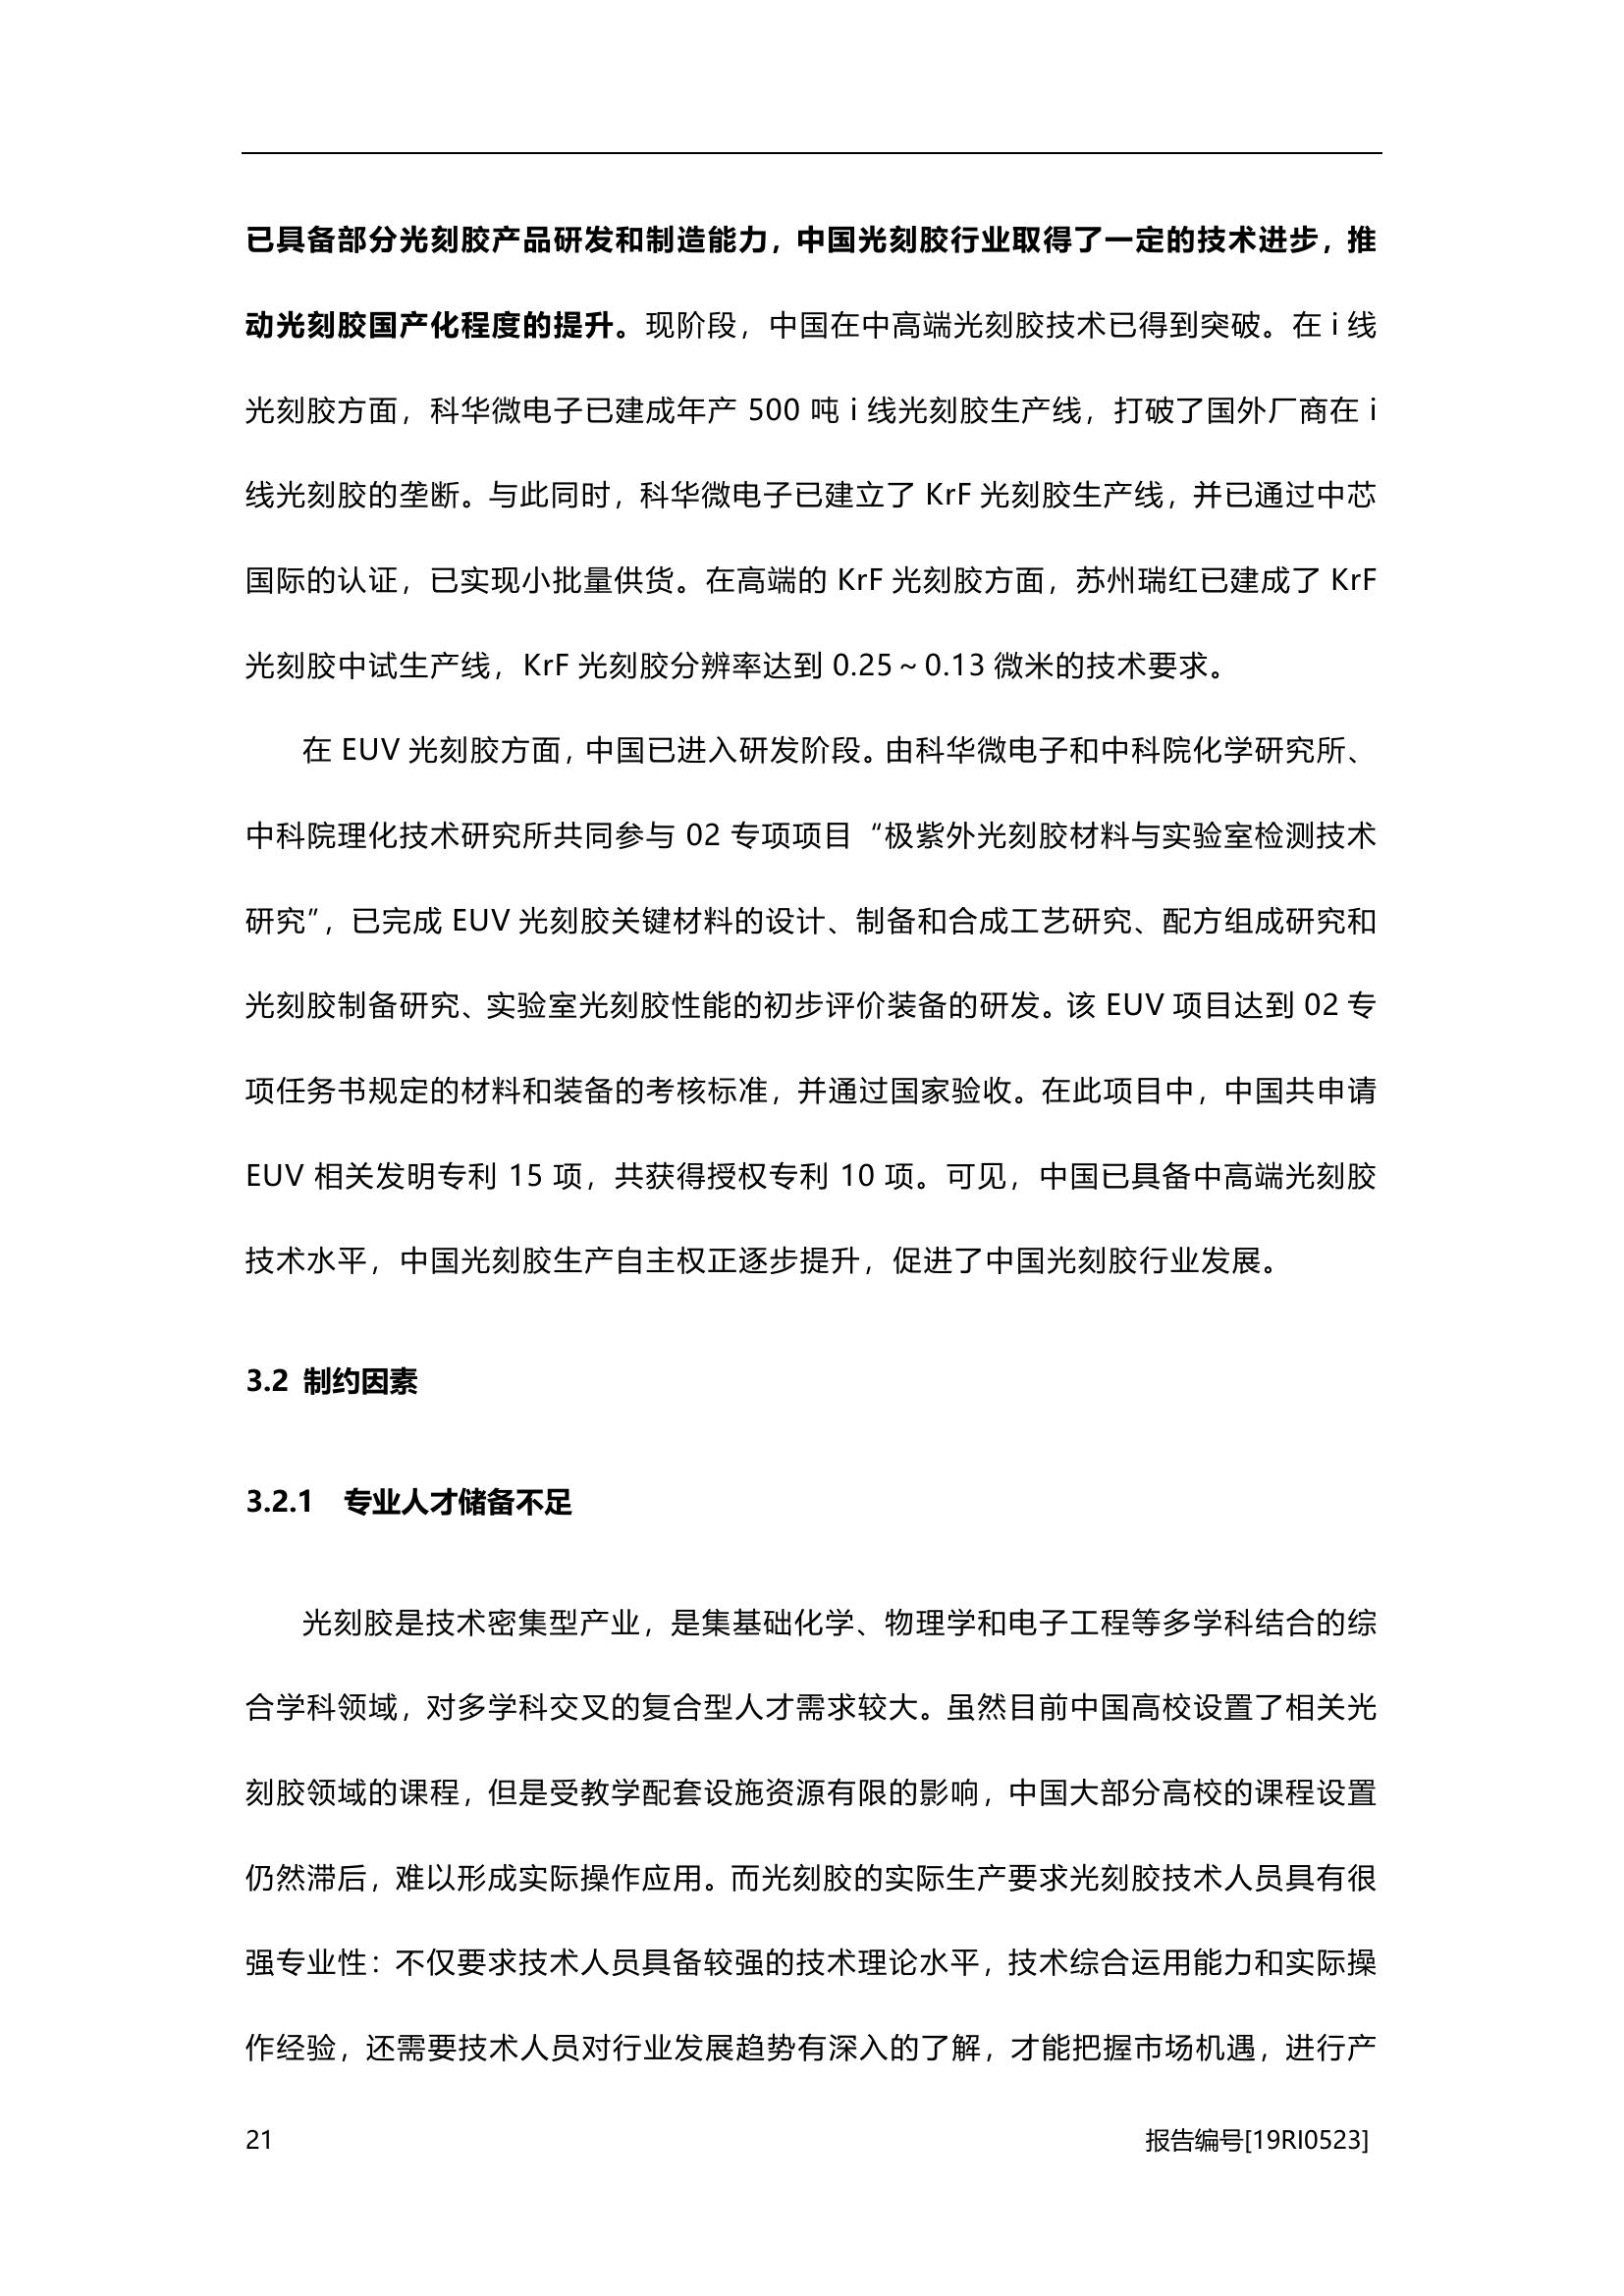 已具备部分光刻胶产品研发和制造能力，中国光刻胶行业取得了一定的技术进步，推
动光刻胶国产化程度的提升。现阶段，中国在中高端光刻胶技术已得到突破。在 i 线
光刻胶方面，科华微电子已建成年产 500 吨 i 线光刻胶生产线，打破了国外厂商在 i
线光刻胶的垄断。与此同时，科华微电子已建立了 KrF 光刻胶生产线，并已通过中芯
国际的认证，已实现小批量供货。在高端的 KrF 光刻胶方面，苏州瑞红已建成了 KrF
光刻胶中试生产线，KrF 光刻胶分辨率达到 0.25～0.13 微米的技术要求。
在 EUV 光刻胶方面，中国已进入研发阶段。由科华微电子和中科院化学研究所、
中科院理化技术研究所共同参与 02 专项项目“极紫外光刻胶材料与实验室检测技术
研究”，已完成 EUV 光刻胶关键材料的设计、制备和合成工艺研究、配方组成研究和
光刻胶制备研究、实验室光刻胶性能的初步评价装备的研发。该 EUV 项目达到 02 专
项任务书规定的材料和装备的考核标准，并通过国家验收。在此项目中，中国共申请
EUV 相关发明专利 15 项，共获得授权专利 10 项。可见，中国已具备中高端光刻胶
技术水平，中国光刻胶生产自主权正逐步提升，促进了中国光刻胶行业发展。
3.2 制约因素
3.2.1 专业人才储备不足
光刻胶是技术密集型产业，是集基础化学、物理学和电子工程等多学科结合的综
合学科领域，对多学科交叉的复合型人才需求较大。虽然目前中国高校设置了相关光
刻胶领域的课程，但是受教学配套设施资源有限的影响，中国大部分高校的课程设置
仍然滞后，难以形成实际操作应用。而光刻胶的实际生产要求光刻胶技术人员具有很
强专业性：不仅要求技术人员具备较强的技术理论水平，技术综合运用能力和实际操
作经验，还需要技术人员对行业发展趋势有深入的了解，才能把握市场机遇，进行产
21 报告编号[19RI0523]